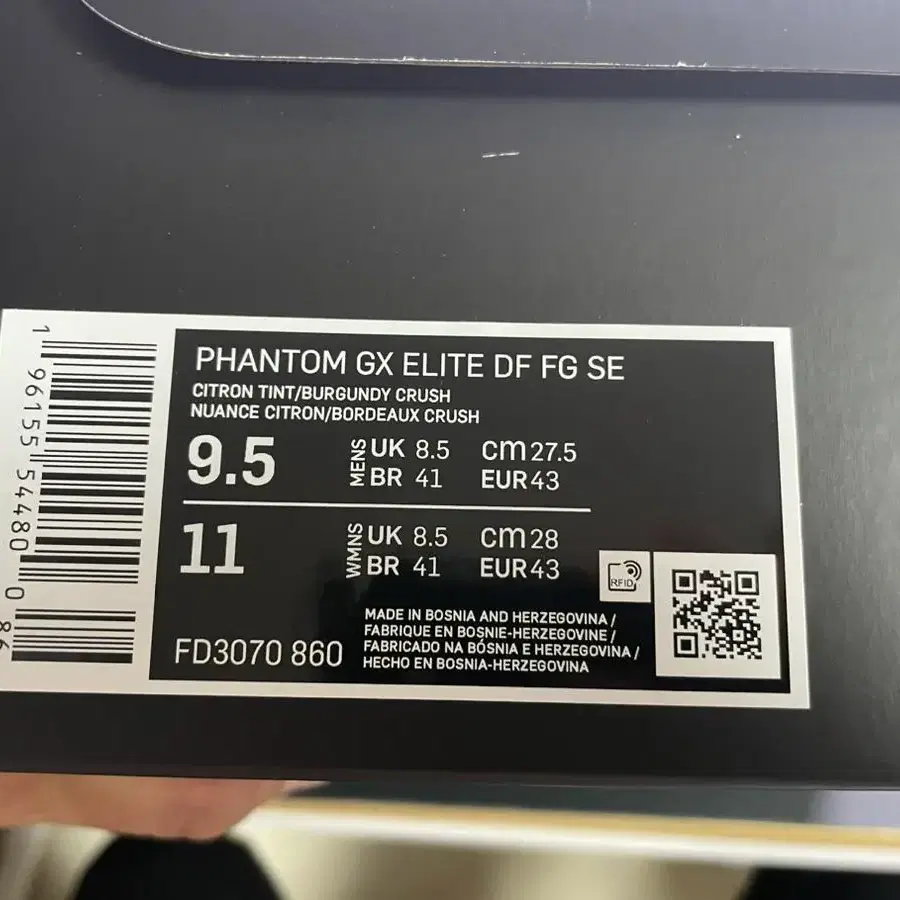 PHANTOM GX ELITE DF FG SE
CITRON TINT/BURGUNDY CRUSH
NUANCE CITRON/BORDEAUX CRUSH
9.5 MENS UK 8.5 cm 27.5
BR 41 EUR 43
11 WMNS UK 8.5 cm 28
BR 41 EUR 43
RFID
FD3070 860
MADE IN BOSNIA AND HERZEGOVINA /
FABRIQUE EN BOSNIE-HERZEGOVINE /
FABRICADO NA BÓSNIA E HERZEGOVINA /
HECHO EN BOSNIA-HERZEGOVINA
1 96155 54480 0 86